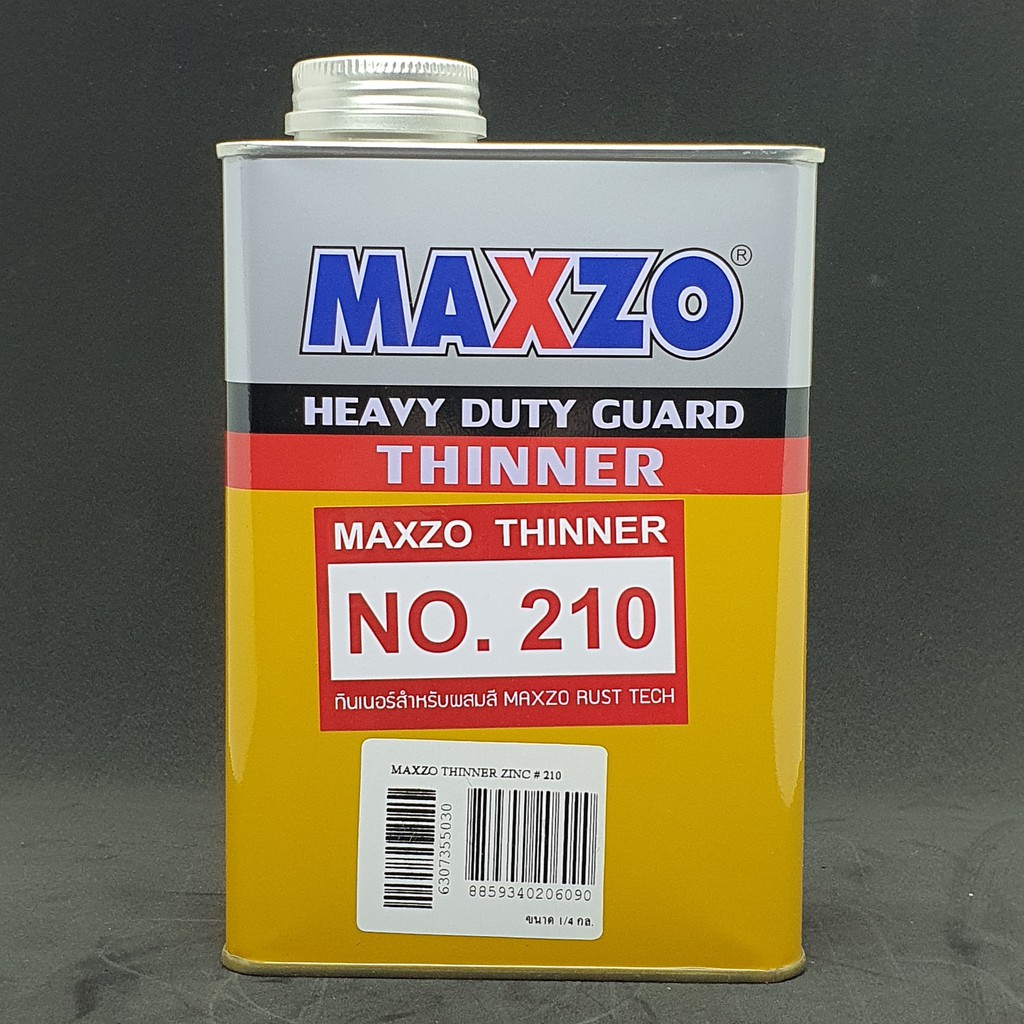 MAXZO®
HEAVY DUTY GUARD
THINNER
MAXZO THINNER
NO. 210
ทินเนอร์สำหรับผสมสี MAXZO RUST TECH
MAXZO THINNER ZINC # 210
6307355030
8859340206090
ขนาด 1/4 กล.